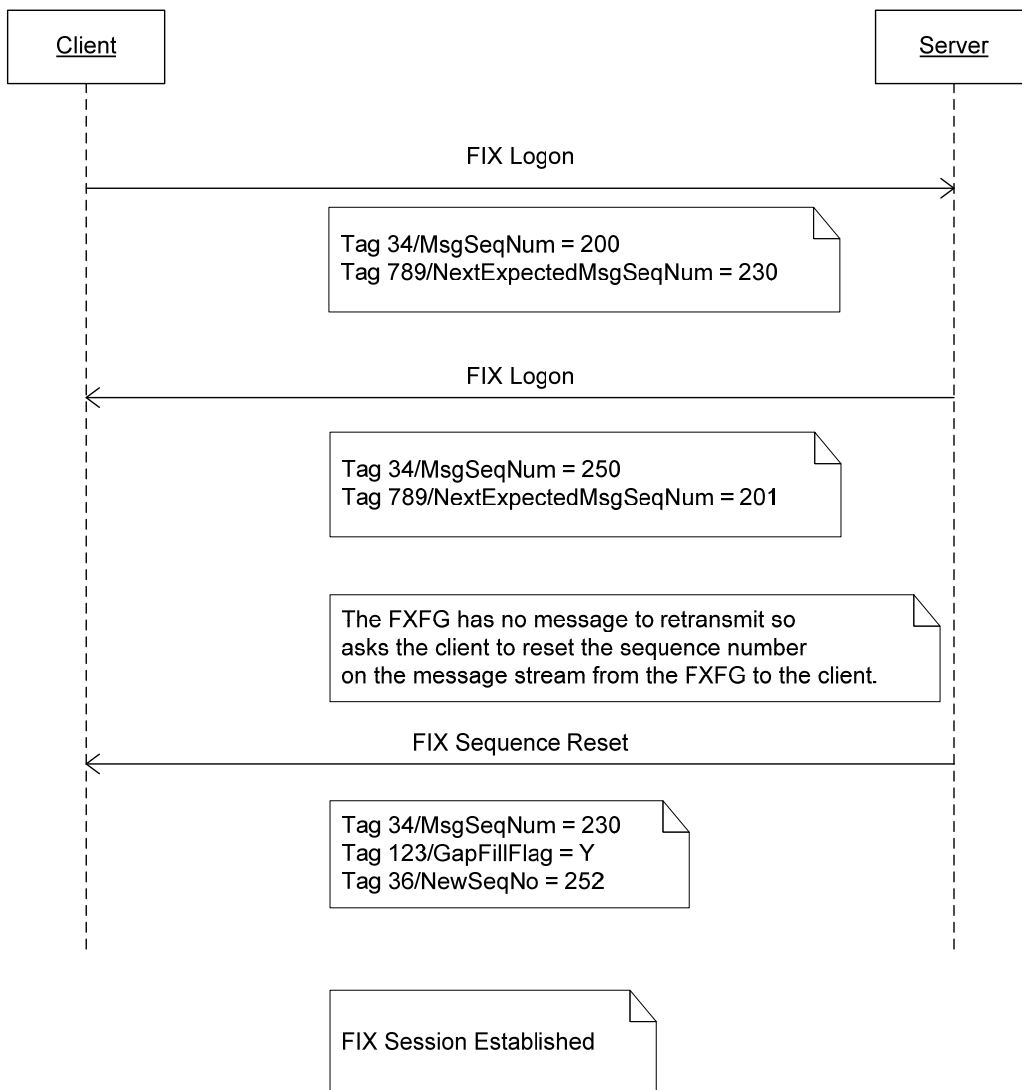 Client
Server
FIX Logon
Tag 34/MsgSeqNum = 200
Tag 789/NextExpectedMsgSeqNum = 230
FIX Logon
Tag 34/MsgSeqNum = 250
Tag 789/NextExpectedMsgSeqNum = 201
The FXFG has no message to retransmit so
asks the client to reset the sequence number
on the message stream from the FXFG to the client.
FIX Sequence Reset
Tag 34/MsgSeqNum = 230
Tag 123/GapFillFlag = Y
Tag 36/NewSeqNo = 252
FIX Session Established